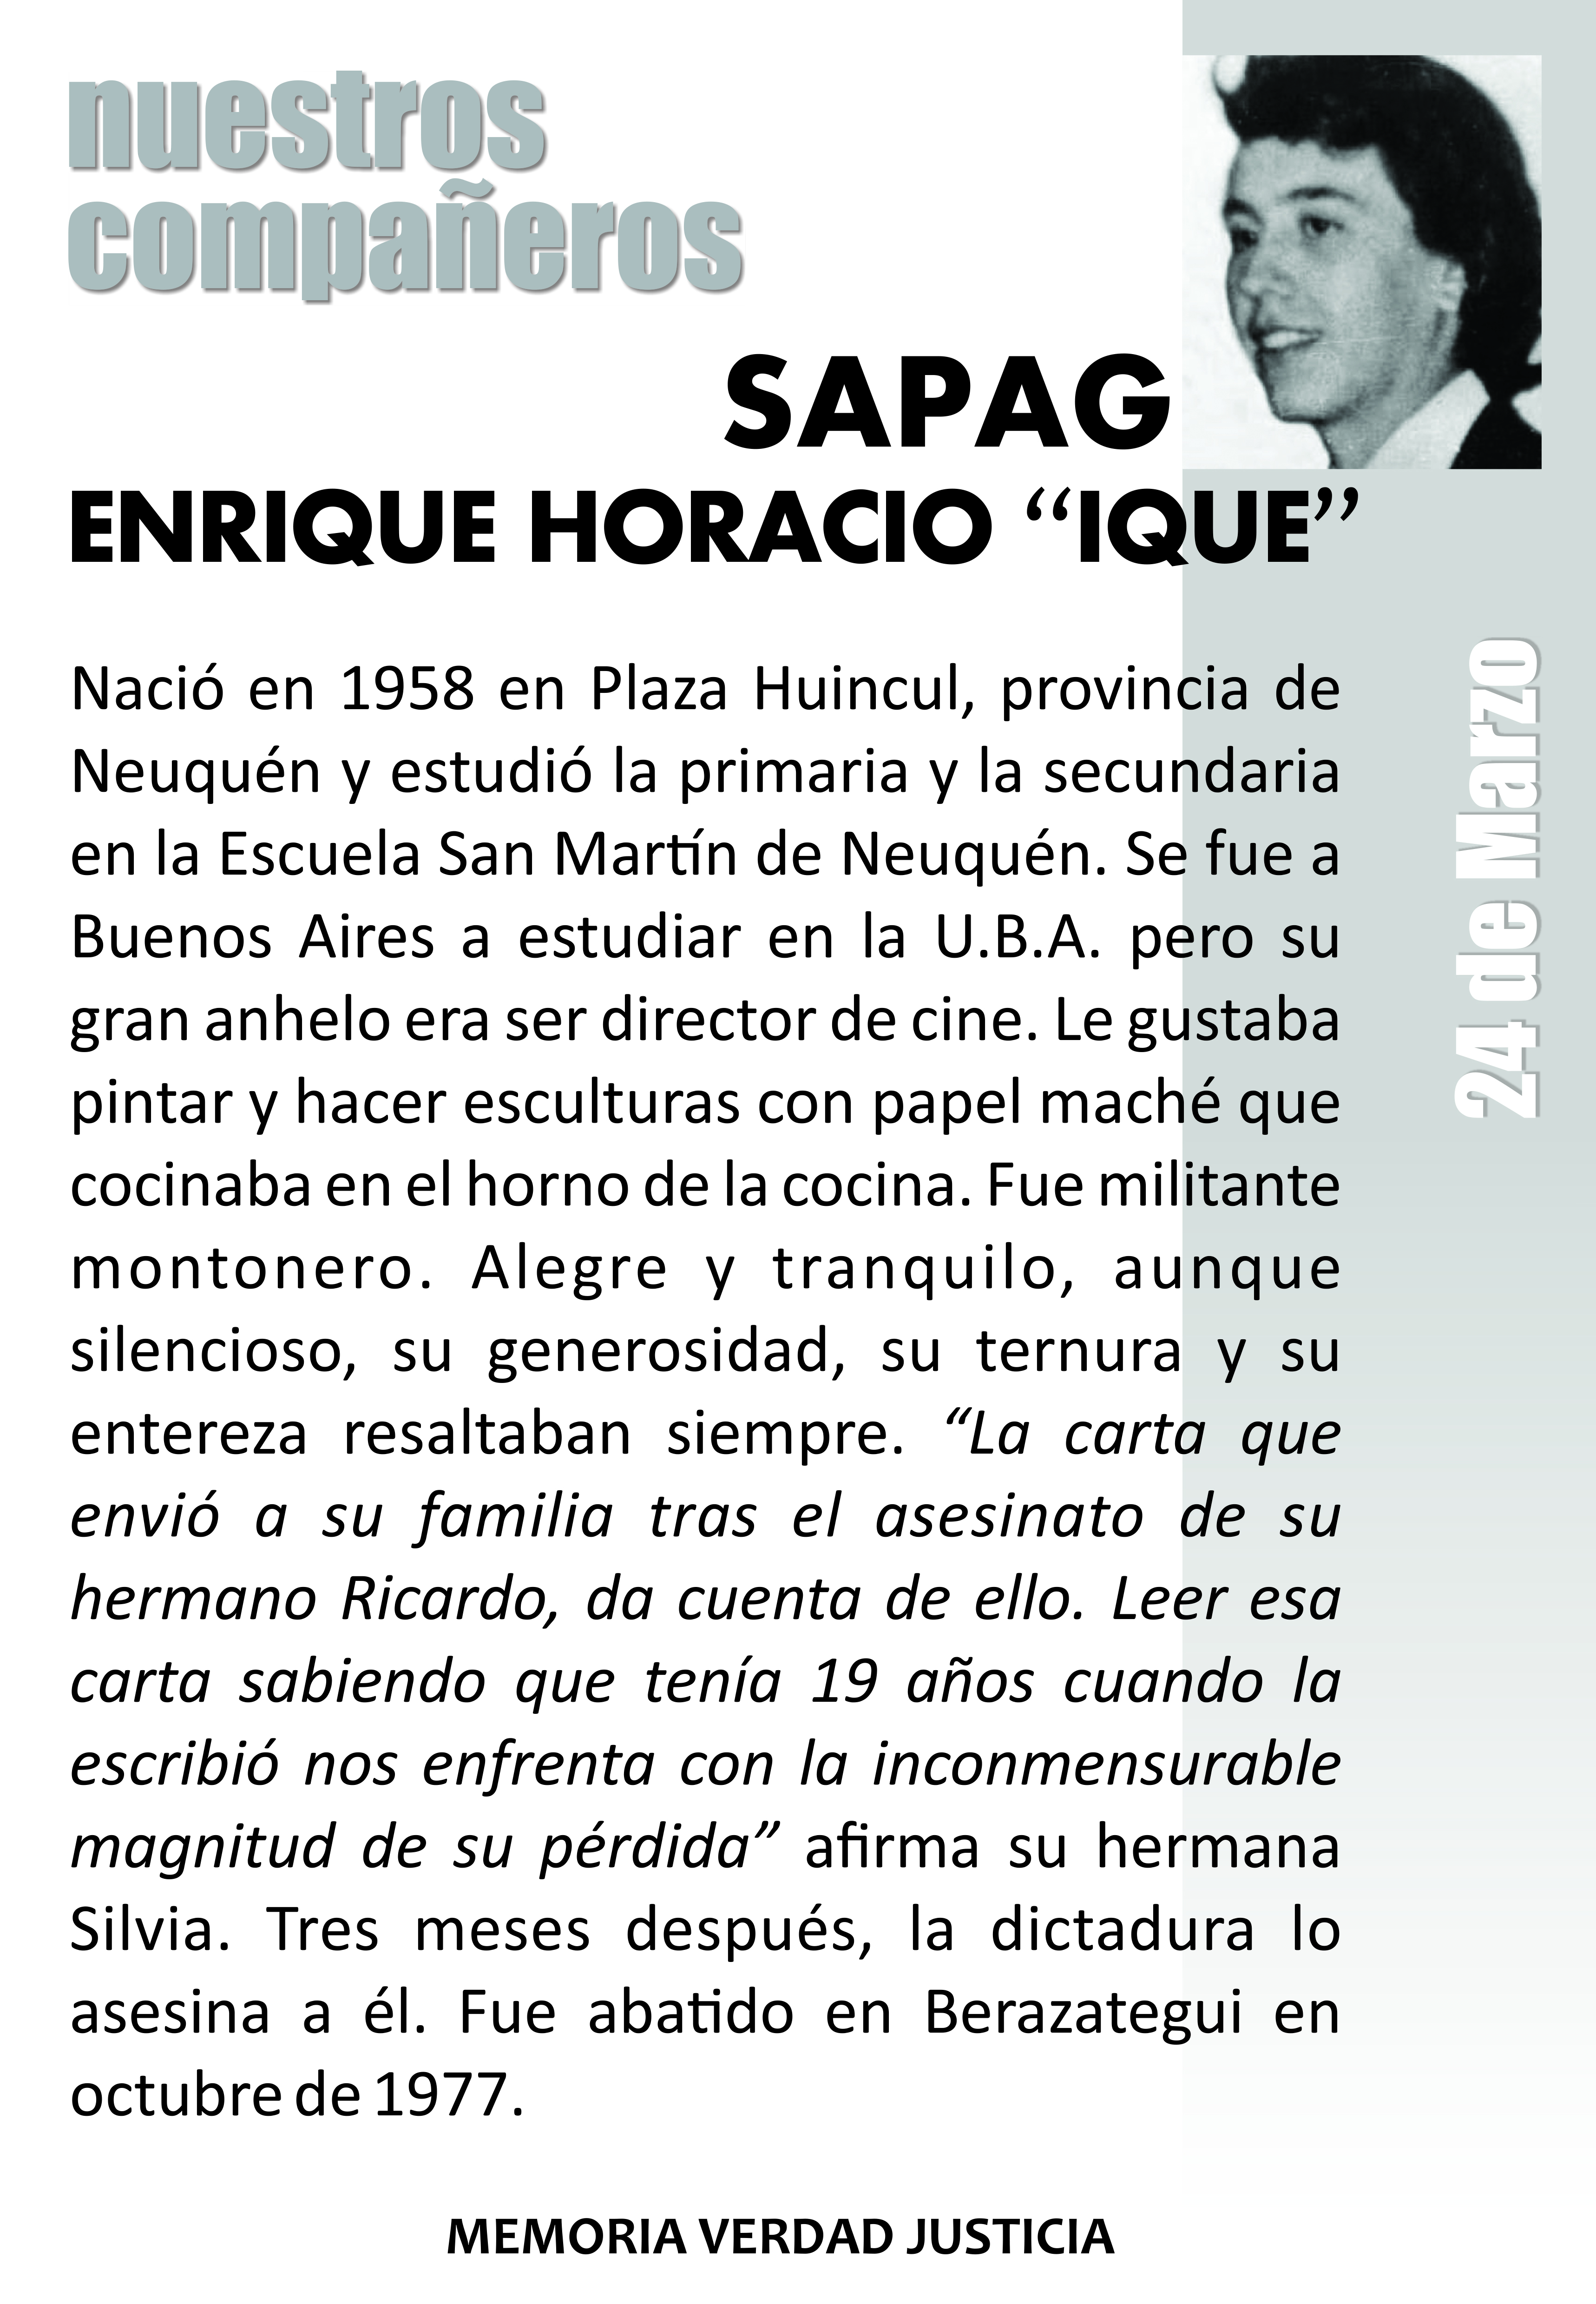 nuestros
compañeros
SAPAG
ENRIQUE HORACIO “IQUE”
Nació en 1958 en Plaza Huincul, provincia de
Neuquén y estudió la primaria y la secundaria
en la Escuela San Martín de Neuquén. Se fue a
Buenos Aires a estudiar en la U.B.A. pero su
gran anhelo era ser director de cine. Le gustaba
pintar y hacer esculturas con papel maché que
cocinaba en el horno de la cocina. Fue militante
montonero. Alegre y tranquilo, aunque
silencioso, su generosidad, su ternura y su
entereza resaltaban siempre. “La carta que
envió a su familia tras el asesinato de su
hermano Ricardo, da cuenta de ello. Leer esa
carta sabiendo que tenía 19 años cuando la
escribió nos enfrenta con la inconmensurable
magnitud de su pérdida” afirma su hermana
Silvia. Tres meses después, la dictadura lo
asesina a él. Fue abatido en Berazategui en
octubre de 1977.
24 de Marzo
MEMORIA VERDAD JUSTICIA